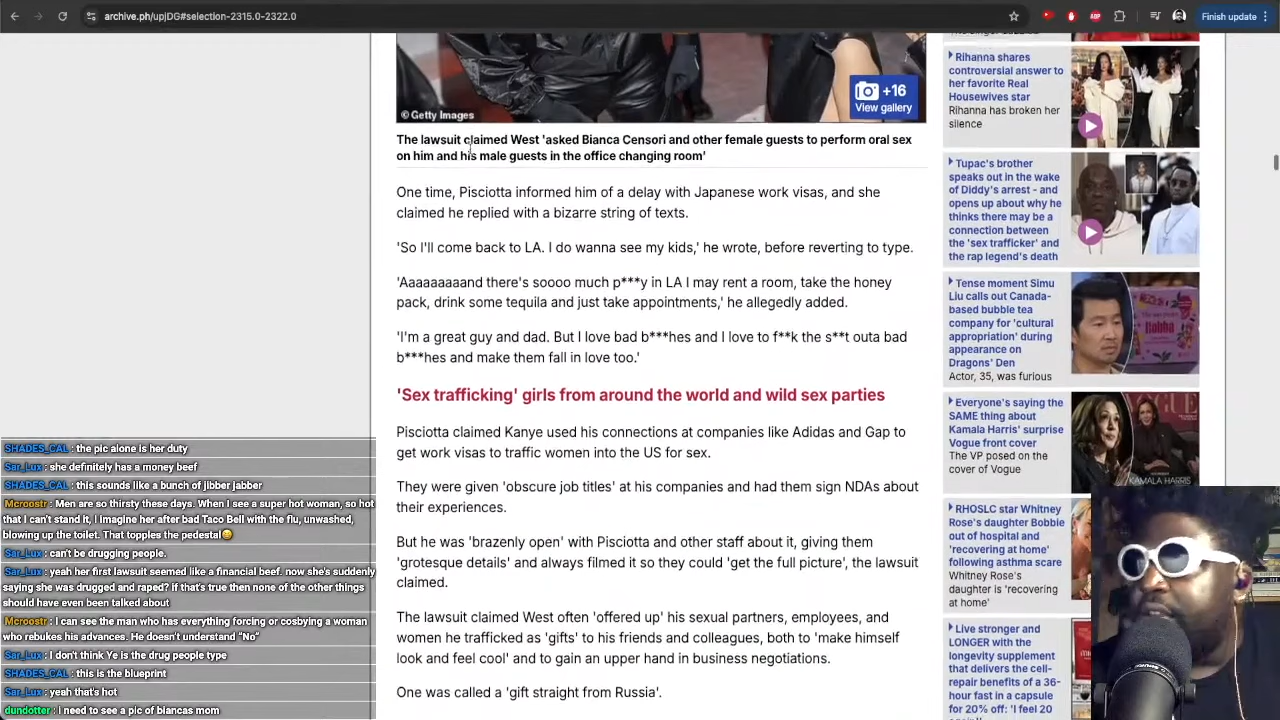 archive.ph/upjDG#selection-2315.0-2322.0
Finish update
© Getty Images
+16
View gallery
The lawsuit claimed West 'asked Bianca Censori and other female guests to perform oral sex
on him and his male guests in the office changing room'
One time, Pisciotta informed him of a delay with Japanese work visas, and she
claimed he replied with a bizarre string of texts.
'So I'll come back to LA. I do wanna see my kids,' he wrote, before reverting to type.
'Aaaaaaaaand there's soooo much p***y in LA I may rent a room, take the honey
pack, drink some tequila and just take appointments,' he allegedly added.
'I'm a great guy and dad. But I love bad b***hes and I love to f**k the s**t outa bad
b***hes and make them fall in love too.'
'Sex trafficking' girls from around the world and wild sex parties
Pisciotta claimed Kanye used his connections at companies like Adidas and Gap to
get work visas to traffic women into the US for sex.
They were given 'obscure job titles' at his companies and had them sign NDAs about
their experiences.
But he was 'brazenly open' with Pisciotta and other staff about it, giving them
'grotesque details' and always filmed it so they could 'get the full picture', the lawsuit
claimed.
The lawsuit claimed West often 'offered up' his sexual partners, employees, and
women he trafficked as 'gifts' to his friends and colleagues, both to 'make himself
look and feel cool' and to gain an upper hand in business negotiations.
One was called a 'gift straight from Russia'.
Rihanna shares
controversial answer to
her favorite Real
Housewives star
Rihanna has broken her
silence
Tupac's brother
speaks out in the wake
of Diddy's arrest - and
opens up about why he
thinks there may be a
connection between
the 'sex trafficker' and
the rap legend's death
Tense moment Simu
Liu calls out Canada-
based bubble tea
company for 'cultural
appropriation' during
appearance on
Dragons' Den
Actor, 35, was furious
Everyone's saying the
SAME thing about
Kamala Harris' surprise
Vogue front cover
The VP posed on the
cover of Vogue
KAMALA HARRIS
RHOSLC star Whitney
Rose's daughter Bobbie
out of hospital and
'recovering at home'
following asthma scare
Whitney Rose's
daughter is 'recovering
at home'
Live stronger and
LONGER with the
longevity supplement
that delivers the cell-
repair benefits of a 36-
hour fast in a capsule
for 20% off: 'I feel 20
SHADES_CAL : the pic alone is her duty
Ser_Lux : she definitely has a money beef
SHADES_CAL : this sounds like a bunch of jibber jabber
Mcroostr : Men are so thirsty these days. When I see a super hot woman, so hot
that I can't stand it, I imagine her after bad Taco Bell with the flu, unwashed,
blowing up the toilet. That topples the pedestal😅
Ser_Lux : can't be drugging people.
Ser_Lux : yeah her first lawsuit seemed like a financial beef. now she's suddenly
saying she was drugged and raped? if that's true then none of the other things
should have even been talked about
Mcroostr : I can see the man who has everything forcing or cosbying a woman
who rebukes his advances. He doesn't understand "No"
Ser_Lux : I don't think Ye is the drug people type
SHADES_CAL : this is the blueprint
Ser_Lux : yeah that's hot
dundotter : i need to see a pic of biancas mom